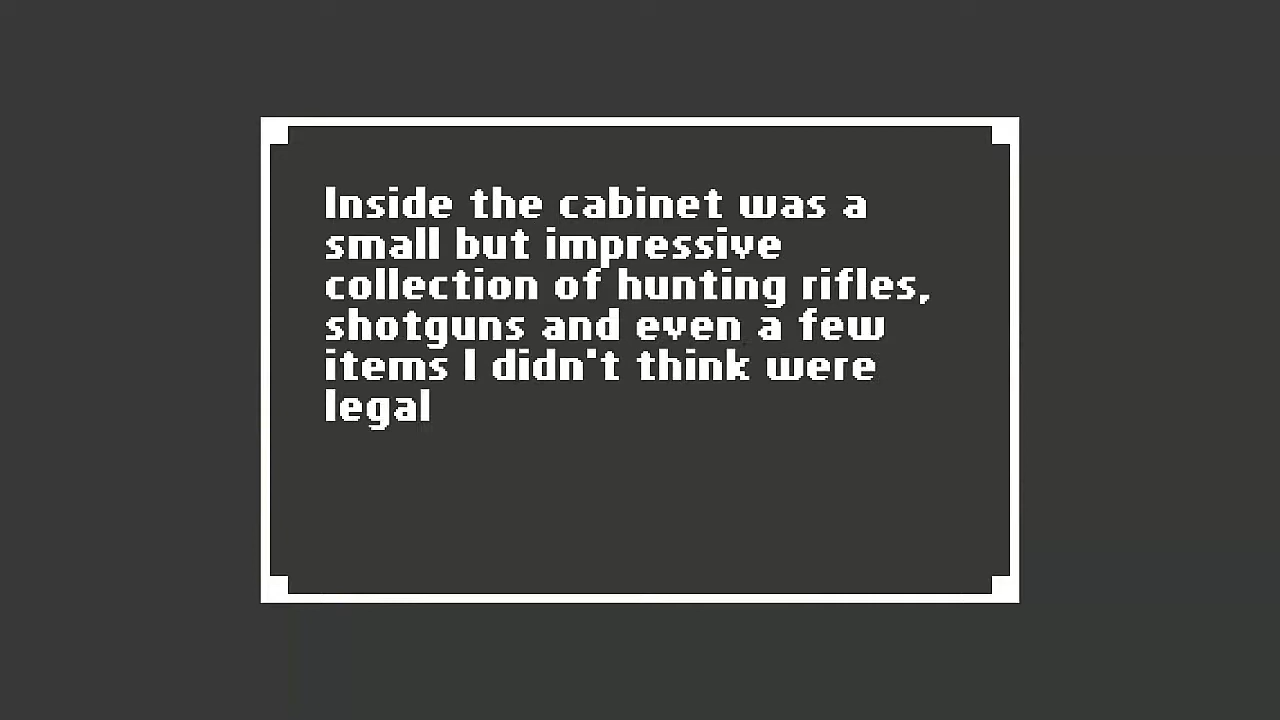 Inside the cabinet was a
small but impressive
collection of hunting rifles,
shotguns and even a few
items I didn't think were
legal